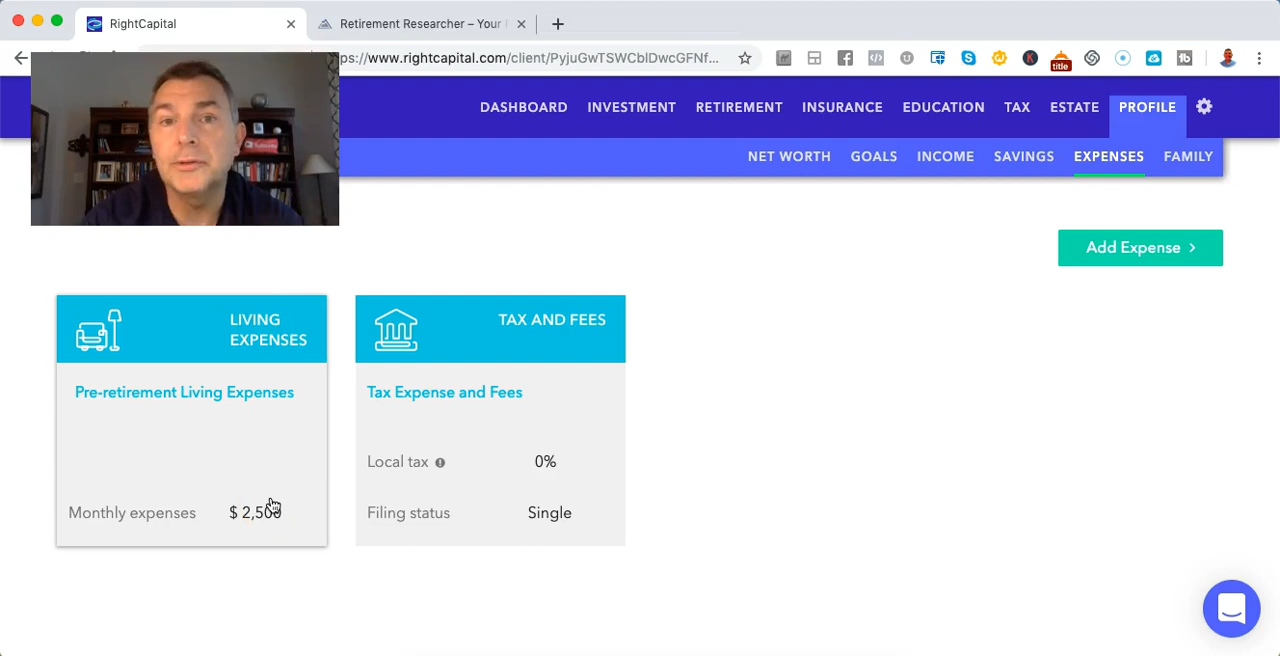 RightCapital
Retirement Researcher – Your
https://www.rightcapital.com/client/PyjuGwTSWCblDwcGFNf...
title
DASHBOARD INVESTMENT RETIREMENT INSURANCE EDUCATION TAX ESTATE PROFILE
NET WORTH GOALS INCOME SAVINGS EXPENSES FAMILY
Add Expense
LIVING
EXPENSES
Pre-retirement Living Expenses
Monthly expenses $ 2,500
TAX AND FEES
Tax Expense and Fees
Local tax 0%
Filing status Single